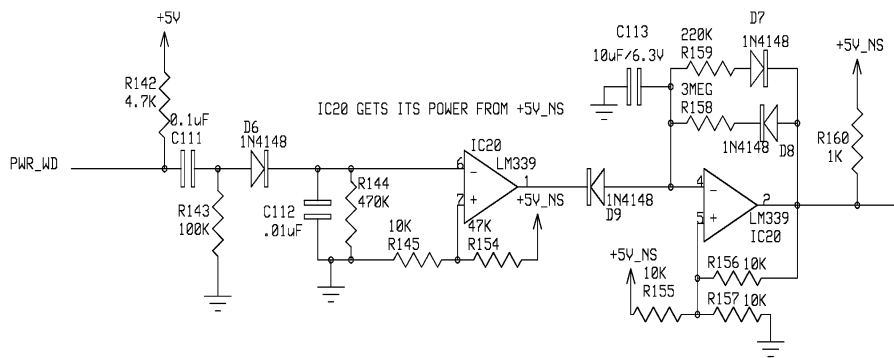 +5V
R142
4.7K
0.1uF
C111
D6
1N4148
PWR_WD
R143
100K
C112
.01uF
R144
470K
IC20 GETS ITS POWER FROM +5V_NS
IC20
LM339
6
-
7
+
1
10K
R145
47K
R154
+5V_NS
C113
10uF/6.3V
220K
R159
D7
1N4148
3MEG
R158
1N4148
D8
1N4148
D9
4
-
5
+
2
LM339
IC20
+5V_NS
R160
1K
+5V_NS
10K
R155
R156 10K
R157 10K